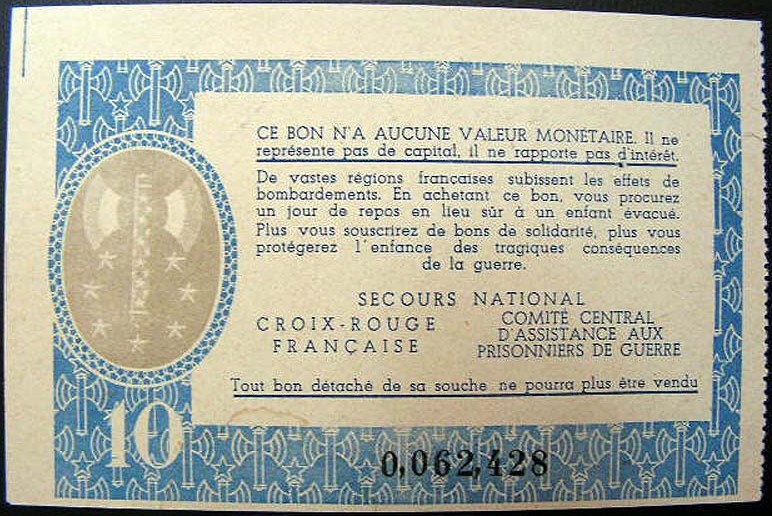 CE BON N'A AUCUNE VALEUR MONÉTAIRE. Il ne
représente pas de capital, il ne rapporte pas d'intérêt.
De vastes régions françaises subissent les effets de
bombardements. En achetant ce bon, vous procurez
un jour de repos en lieu sûr à un enfant évacué.
Plus vous souscrirez de bons de solidarité, plus vous
protégerez l'enfance des tragiques conséquences
de la guerre.
SECOURS NATIONAL
CROIX-ROUGE
FRANÇAISE
COMITÉ CENTRAL
D'ASSISTANCE AUX
PRISONNIERS DE GUERRE
Tout bon détaché de sa souche ne pourra plus être vendu
10
0,062,428